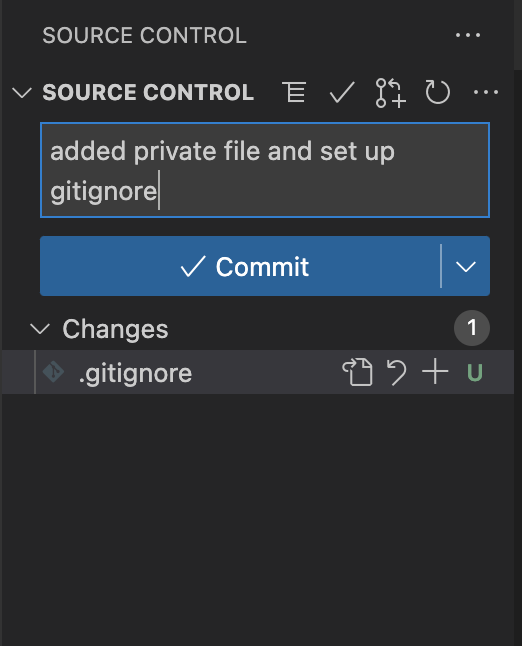 SOURCE CONTROL
SOURCE CONTROL
added private file and set up
gitignore
Commit
Changes
1
.gitignore
U